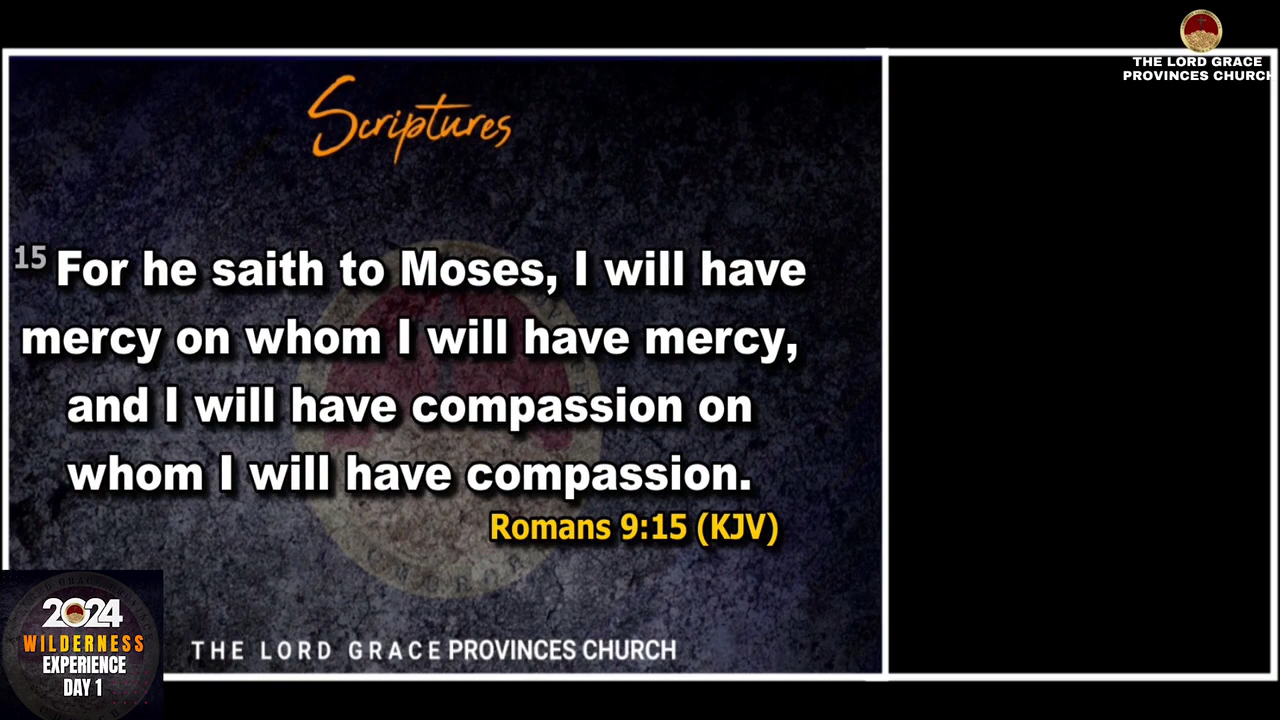 THE LORD GRACE
PROVINCES CHURCH
Scriptures
15 For he saith to Moses, I will have
mercy on whom I will have mercy,
and I will have compassion on
whom I will have compassion.
Romans 9:15 (KJV)
2024
WILDERNESS
EXPERIENCE
DAY 1
THE LORD GRACE PROVINCES CHURCH